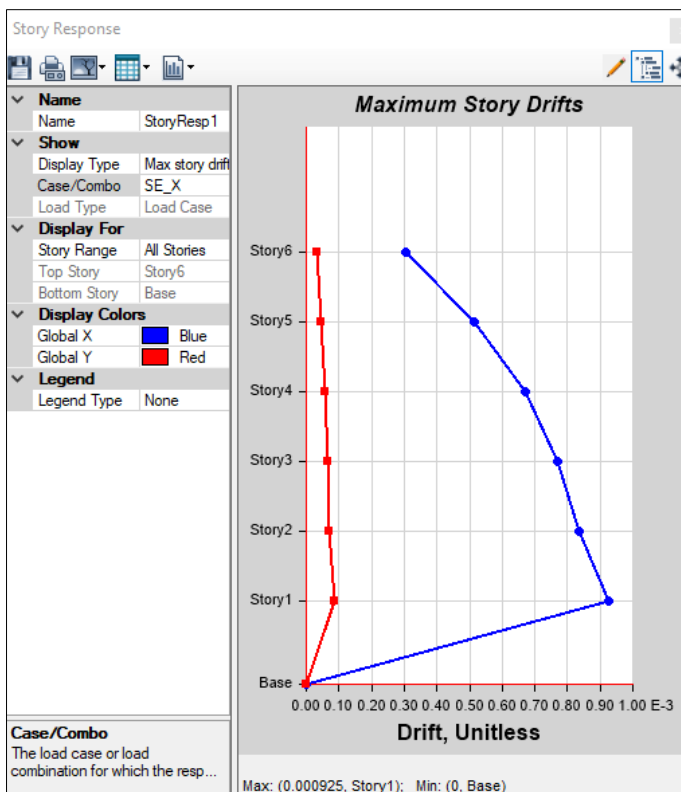 Story Response
Name
Name StoryResp1
Show
Display Type Max story drift
Case/Combo SE_X
Load Type Load Case
Display For
Story Range All Stories
Top Story Story6
Bottom Story Base
Display Colors
Global X Blue
Global Y Red
Legend
Legend Type None
Case/Combo
The load case or load
combination for which the resp...
Maximum Story Drifts
Story6
Story5
Story4
Story3
Story2
Story1
Base
0.00 0.10 0.20 0.30 0.40 0.50 0.60 0.70 0.80 0.90 1.00 E-3
Drift, Unitless
Max: (0.000925, Story1); Min: (0, Base)